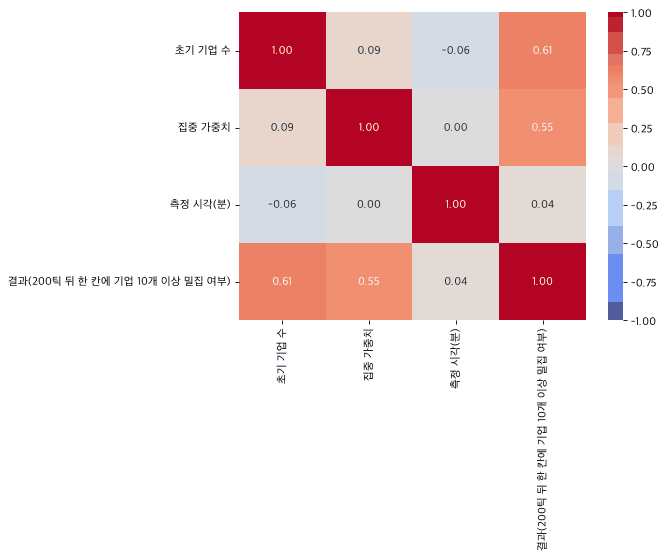 초기 기업 수
1.00 0.09 -0.06 0.61
집중 가중치
0.09 1.00 0.00 0.55
측정 시각(분)
-0.06 0.00 1.00 0.04
결과(200틱 뒤 한 칸에 기업 10개 이상 밀집 여부)
0.61 0.55 0.04 1.00
초기 기업 수
집중 가중치
측정 시각(분)
결과(200틱 뒤 한 칸에 기업 10개 이상 밀집 여부)
1.00
0.75
0.50
0.25
0.00
-0.25
-0.50
-0.75
-1.00